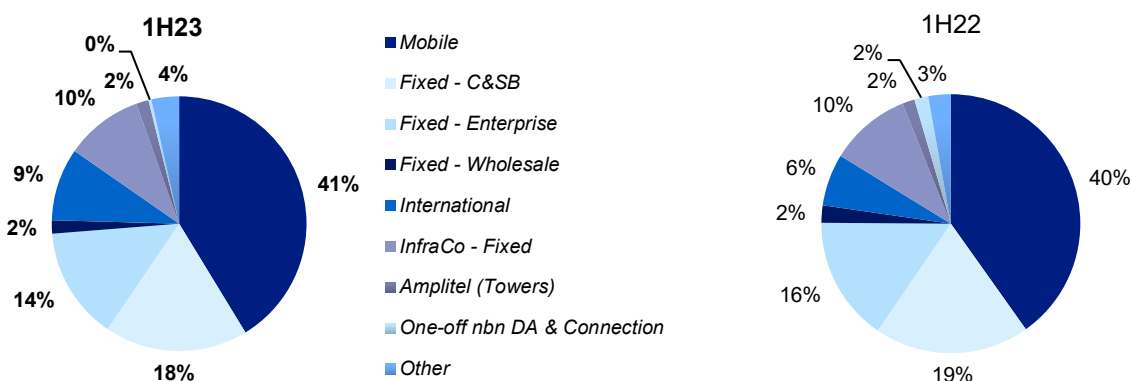 1H23
0%
2%
4%
10%
9%
2%
14%
18%
41%
Mobile
Fixed - C&SB
Fixed - Enterprise
Fixed - Wholesale
International
InfraCo - Fixed
Amplitel (Towers)
One-off nbn DA & Connection
Other
1H22
2%
2%
3%
10%
6%
2%
16%
19%
40%